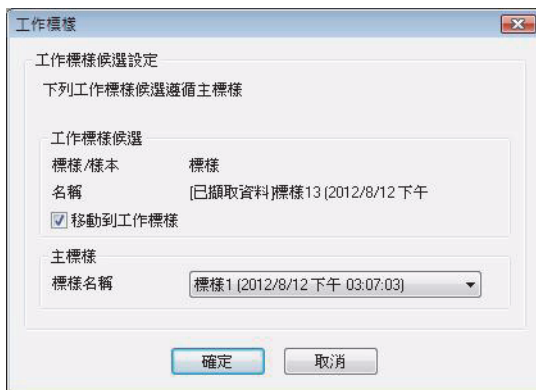 工作標樣
工作標樣候選設定
下列工作標樣候選遵循主標樣
工作標樣候選
標樣/樣本 標樣
名稱 [已擷取資料]標樣13 (2012/8/12 下午
移動到工作標樣
主標樣
標樣名稱 標樣1 (2012/8/12 下午 03:07:03)
確定 取消